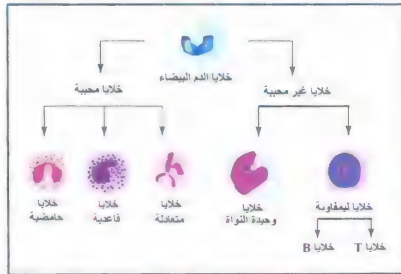 خلايا الدم البيضاء
خلايا محببة
خلايا غير محببة
خلايا ليمفاوية
خلايا وحيدة النواة
خلايا متعادلة
خلايا قاعدية
خلايا حامضية
خلايا T
خلايا B